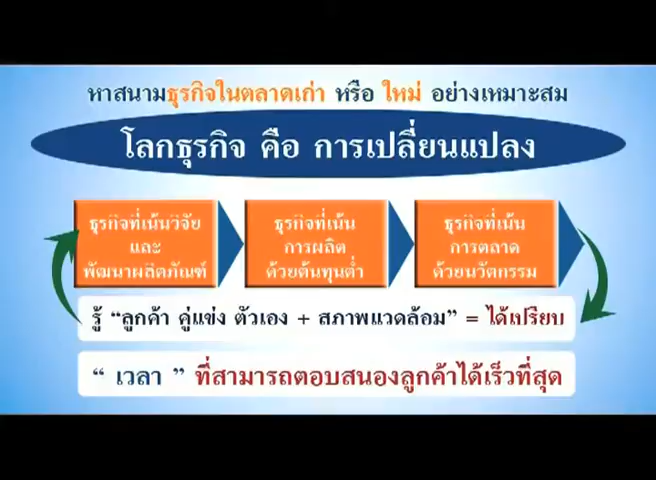 หาสนามธุรกิจในตลาดเก่า หรือ ใหม่ อย่างเหมาะสม
โลกธุรกิจ คือ การเปลี่ยนแปลง
ธุรกิจที่เน้นวิจัย
และ
พัฒนาผลิตภัณฑ์
ธุรกิจที่เน้น
การผลิต
ด้วยต้นทุนต่ำ
ธุรกิจที่เน้น
การตลาด
ด้วยนวัตกรรม
รู้ “ลูกค้า คู่แข่ง ตัวเอง + สภาพแวดล้อม” = ได้เปรียบ
“ เวลา ” ที่สามารถตอบสนองลูกค้าได้เร็วที่สุด